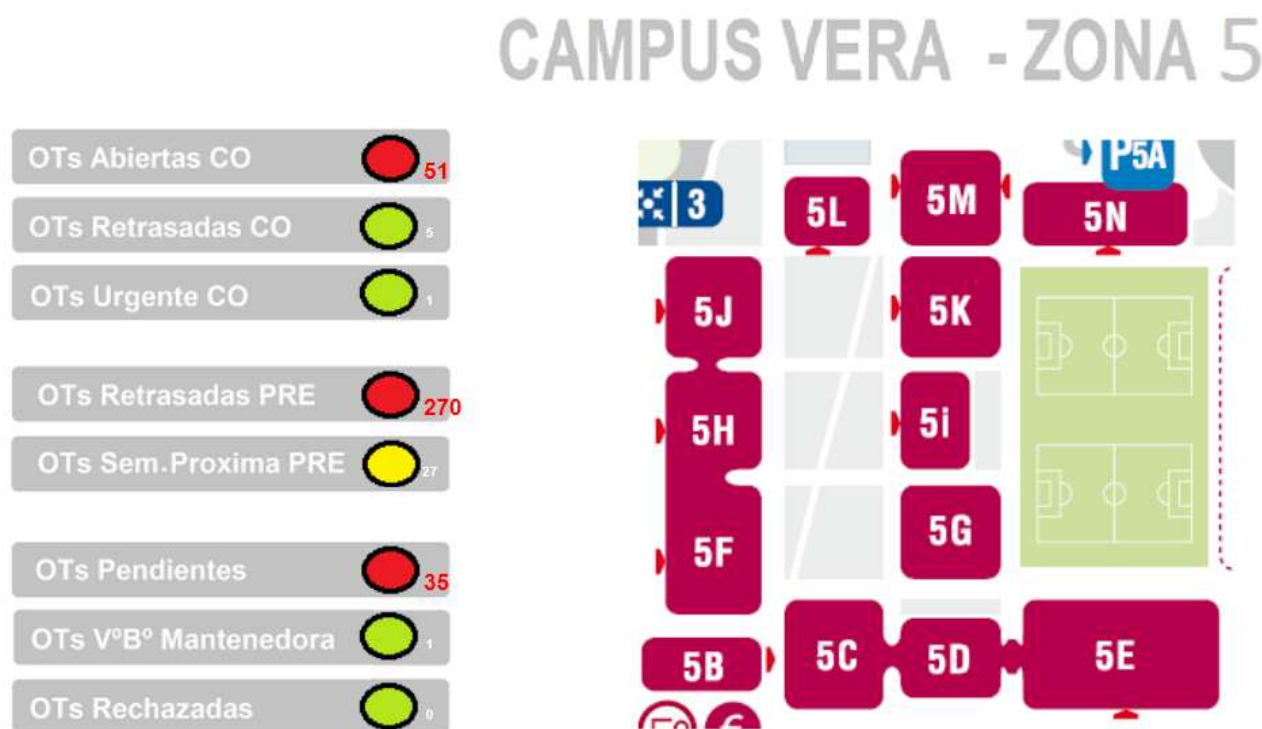 CAMPUS VERA - ZONA 5
OTs Abiertas CO 51
OTs Retrasadas CO 5
OTs Urgente CO 1
OTs Retrasadas PRE 270
OTs Sem.Proxima PRE 27
OTs Pendientes 35
OTs VºBº Mantenedora 1
OTs Rechazadas 0
P5A
3
5L
5M
5N
5J
5K
5H
5i
5F
5G
5B
5C
5D
5E
€